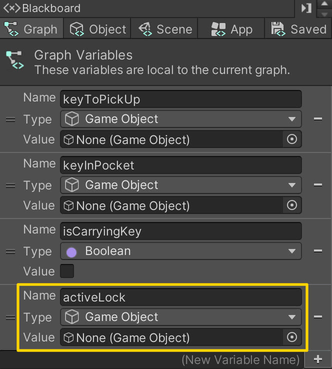 <×>Blackboard
Graph Object Scene App Saved
Graph Variables
These variables are local to the current graph.
Name keyToPickUp
Type Game Object
Value None (Game Object)
Name keyInPocket
Type Game Object
Value None (Game Object)
Name isCarryingKey
Type Boolean
Value
Name activeLock
Type Game Object
Value None (Game Object)
(New Variable Name)